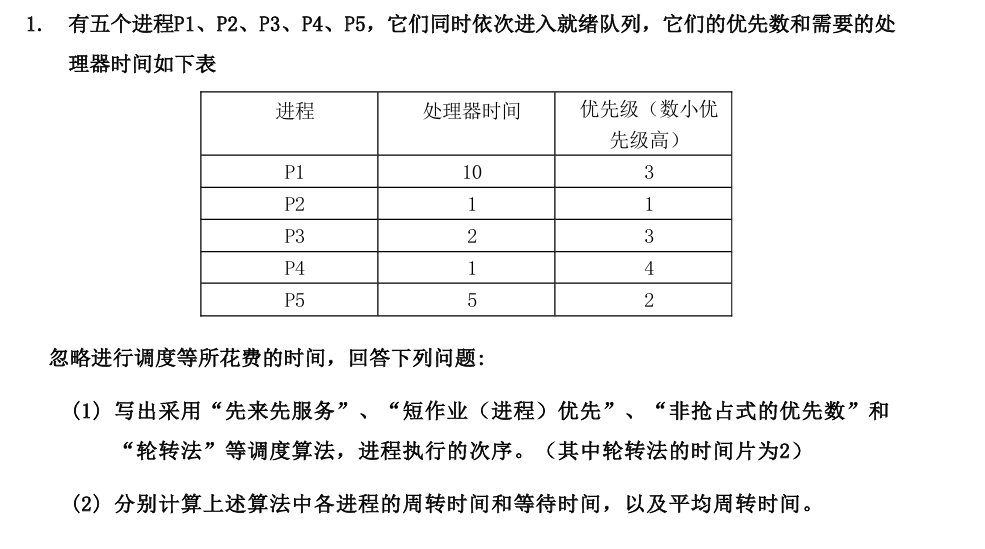 1. 有五个进程P1、P2、P3、P4、P5，它们同时依次进入就绪队列，它们的优先数和需要的处
理器时间如下表
进程 处理器时间 优先级（数小优
先级高）
P1 10 3
P2 1 1
P3 2 3
P4 1 4
P5 5 2
忽略进行调度等所花费的时间，回答下列问题:
(1) 写出采用“先来先服务”、“短作业（进程）优先”、“非抢占式的优先数”和
“轮转法”等调度算法，进程执行的次序。（其中轮转法的时间片为2）
(2) 分别计算上述算法中各进程的周转时间和等待时间，以及平均周转时间。